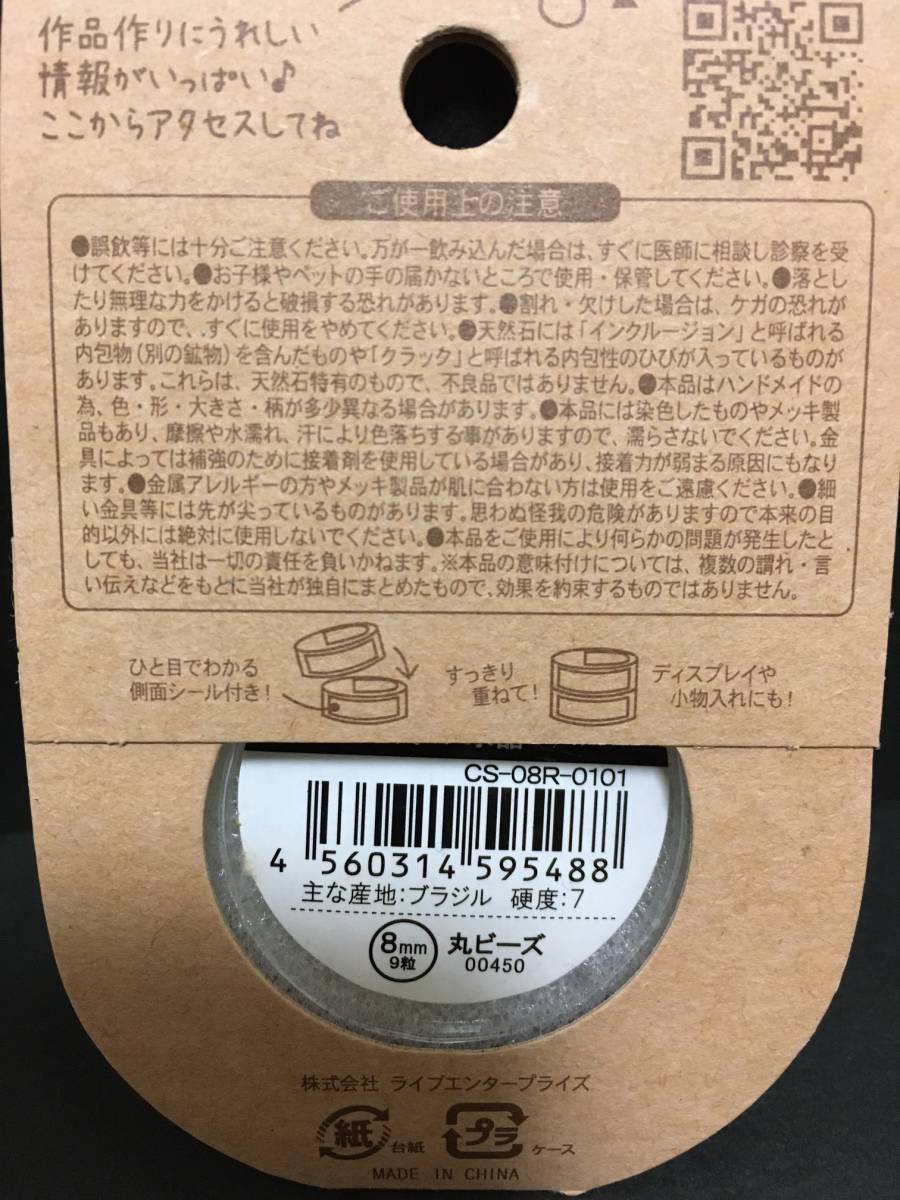 作品作りにうれしい
情報がいっぱい♪
ここからアクセスしてね
ご使用上の注意
●誤飲等には十分ご注意ください。万が一飲み込んだ場合は、すぐに医師に相談し診察を受
けてください。●お子様やペットの手の届かないところで使用・保管してください。●落とし
たり無理な力をかけると破損する恐れがあります。●割れ・欠けした場合は、ケガの恐れが
ありますので、すぐに使用をやめてください。●天然石には「インクルージョン」と呼ばれる
内包物(別の鉱物)を含んだものや「クラック」と呼ばれる内包性のひびが入っているものが
あります。これらは、天然石特有のもので、不良品ではありません。●本品はハンドメイドの
為、色・形・大きさ・柄が多少異なる場合があります。●本品には染色したものやメッキ製
品もあり、摩擦や水濡れ、汗により色落ちする事がありますので、濡らさないでください。金
具によっては補強のために接着剤を使用している場合があり、接着力が弱まる原因にもなり
ます。●金属アレルギーの方やメッキ製品が肌に合わない方は使用をご遠慮ください。●細
い金具等には先が尖っているものがあります。思わぬ怪我の危険がありますので本来の目
的以外には絶対に使用しないでください。●本品をご使用により何らかの問題が発生したと
しても、当社は一切の責任を負いかねます。※本品の意味付けについては、複数の謂れ・言
い伝えなどをもとに当社が独自にまとめたもので、効果を約束するものではありません。
ひと目でわかる
側面シール付き!
すっきり
重ねて!
ディスプレイや
小物入れにも!
CS-08R-0101
4 560314 595488
主な産地:ブラジル 硬度:7
8mm
9粒
丸ビーズ
00450
株式会社 ライブエンタープライズ
紙 台紙 プラ ケース
MADE IN CHINA